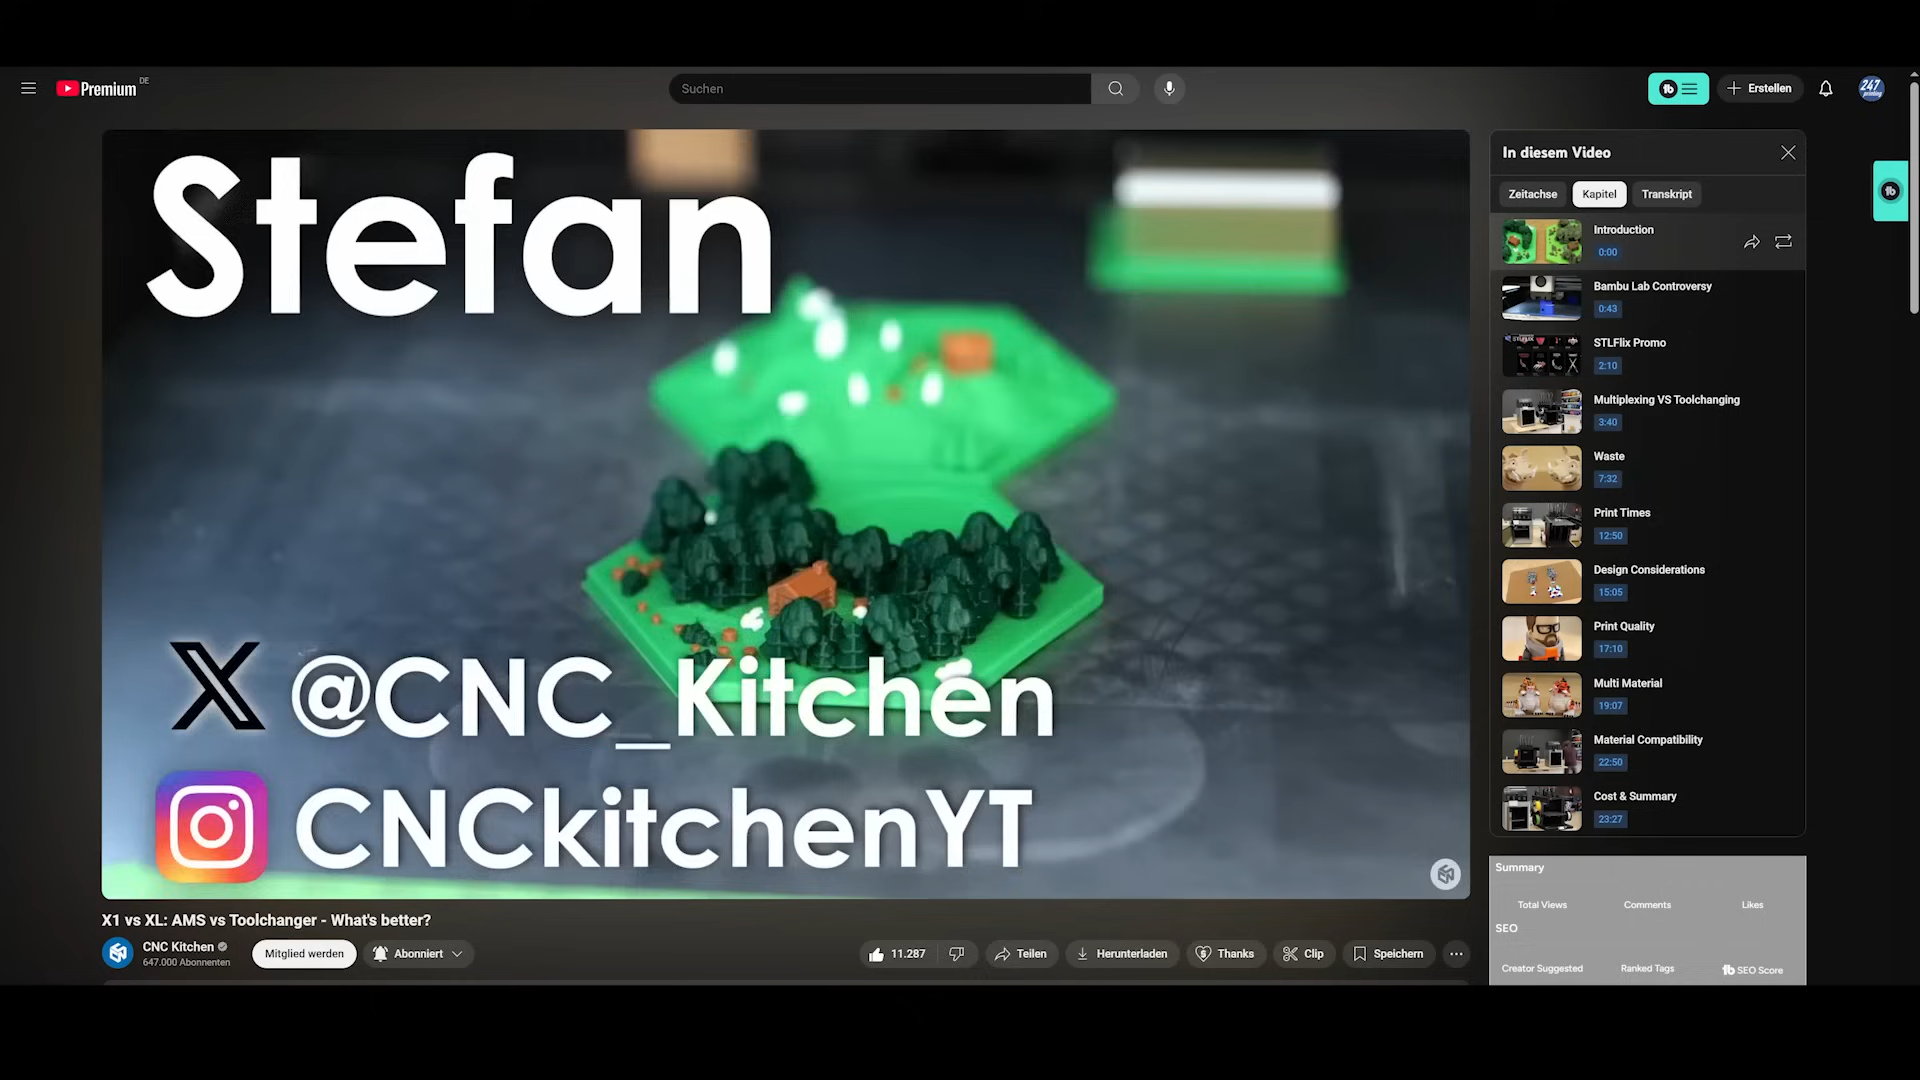 Premium DE
Suchen
Erstellen
247 printing
Stefan
@CNC_Kitchen
CNCkitchenYT
In diesem Video
Zeitachse
Kapitel
Transkript
Introduction
0:00
Bambu Lab Controversy
0:43
STLFlix Promo
2:10
Multiplexing VS Toolchanging
3:40
Waste
7:32
Print Times
12:50
Design Considerations
15:05
Print Quality
17:10
Multi Material
19:07
Material Compatibility
22:50
Cost & Summary
23:27
X1 vs XL: AMS vs Toolchanger - What's better?
CNC Kitchen
647.000 Abonnenten
Mitglied werden
Abonniert
11.287
Teilen
Herunterladen
Thanks
Clip
Speichern
Summary
Total Views
Comments
Likes
SEO
Creator Suggested
Ranked Tags
tb SEO Score